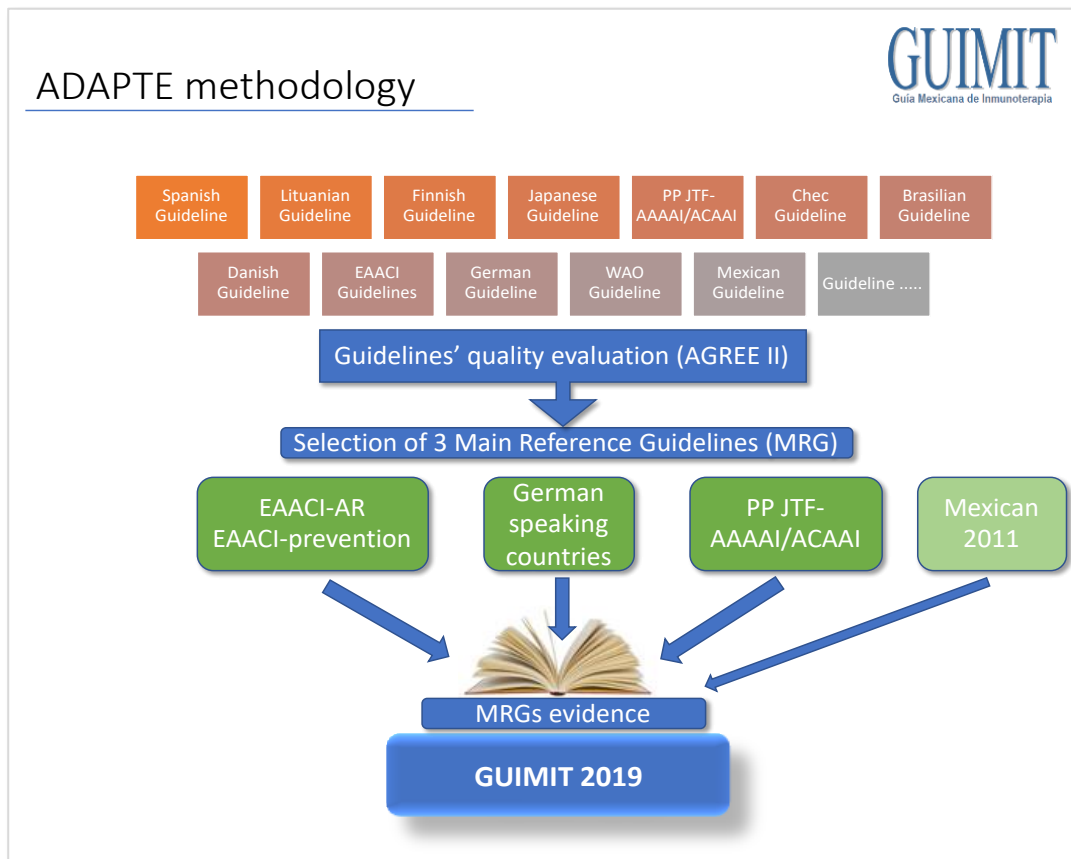 GUIMIT
Guía Mexicana de Inmunoterapia
ADAPTE methodology
Spanish
Guideline
Lituanian
Guideline
Finnish
Guideline
Japanese
Guideline
PP JTF-
AAAAI/ACAAI
Chec
Guideline
Brasilian
Guideline
Danish
Guideline
EAACI
Guidelines
German
Guideline
WAO
Guideline
Mexican
Guideline
Guideline .....
Guidelines' quality evaluation (AGREE II)
Selection of 3 Main Reference Guidelines (MRG)
EAACI-AR
EAACI-prevention
German
speaking
countries
PP JTF-
AAAAI/ACAAI
Mexican
2011
MRGs evidence
GUIMIT 2019